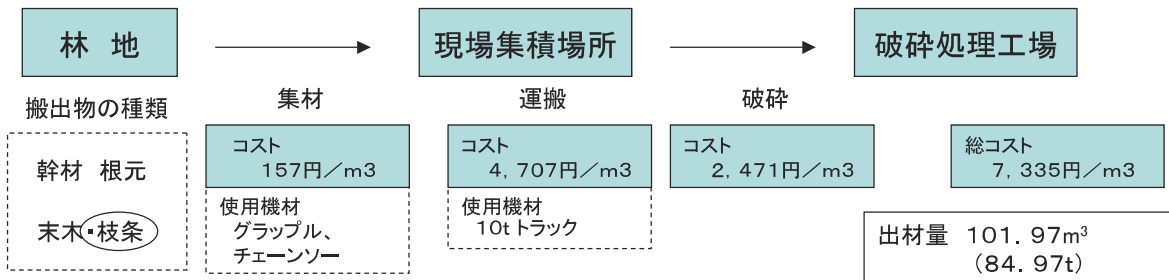 林 地
現場集積場所
破砕処理工場
搬出物の種類
集材
運搬
破砕
幹材 根元
末木・枝条
コスト
157円/m3
使用機材
グラップル、
チェーンソー
コスト
4,707円/m3
使用機材
10tトラック
コスト
2,471円/m3
総コスト
7,335円/m3
出材量 101.97m³
(84.97t)